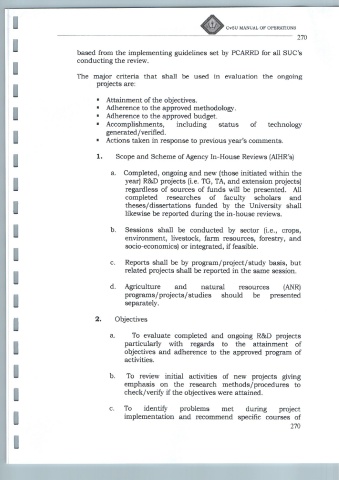 CvSU MANUAL OF OPERATIONS
270
based from the implementing guidelines set by PCARRD for all SUC's
conducting the review.
The major criteria that shall be used in evaluation the ongoing
projects are:
• Attainment of the objectives.
• Adherence to the approved methodology.
• Adherence to the approved budget.
• Accomplishments, including status of technology
generated/verified.
• Actions taken in response to previous year's comments.
1. Scope and Scheme of Agency In-House Reviews (AIHR's)
a. Completed, ongoing and new (those initiated within the
year) R&D projects (i.e. TG, TA, and extension projects)
regardless of sources of funds will be presented. All
completed researches of faculty scholars and
theses/dissertations funded by the University shall
likewise be reported during the in-house reviews.
b. Sessions shall be conducted by sector (i.e., crops,
environment, livestock, farm resources, forestry, and
socio-economics) or integrated, if feasible.
c. Reports shall be by program/project/study basis, but
related projects shall be reported in the same session.
d. Agriculture and natural resources (ANR)
programs/projects/studies should be presented
separately.
2. Objectives
a. To evaluate completed and ongoing R&D projects
particularly with regards to the attainment of
objectives and adherence to the approved program of
activities.
b. To review initial activities of new projects giving
emphasis on the research methods/procedures to
check/verify if the objectives were attained.
c. To identify problems met during project
implementation and recommend specific courses of
270